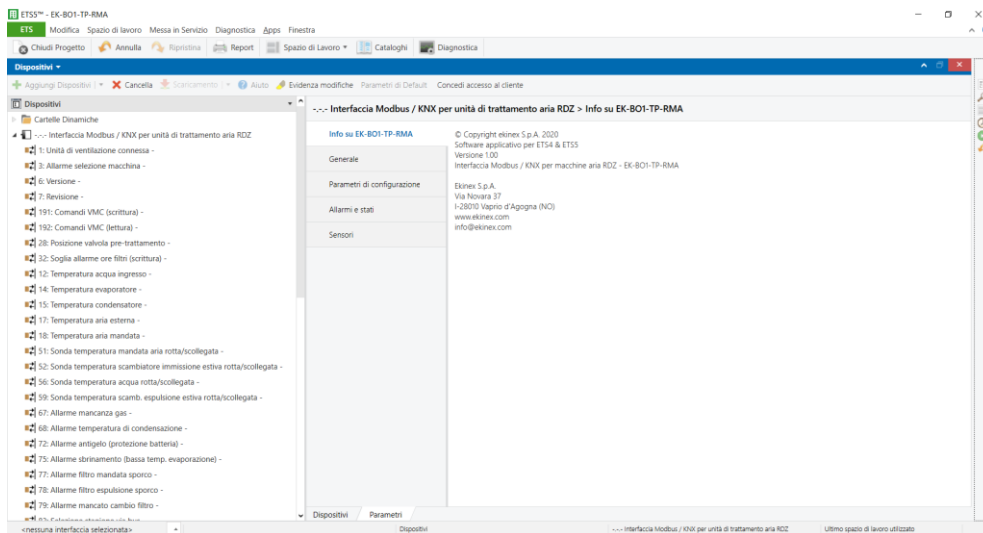 ETS5™ - EK-BO1-TP-RMA
ETS Modifica Spazio di lavoro Messa in Servizio Diagnostica Apps Finestra
Chiudi Progetto Annulla Ripristina Report Spazio di Lavoro Cataloghi Diagnostica
Dispositivi
Aggiungi Dispositivi Cancella Scaricamento Aiuto Evidenza modifiche Parametri di Default Concedi accesso al cliente
Dispositivi
Cartelle Dinamiche
-.-.- Interfaccia Modbus / KNX per unità di trattamento aria RDZ
1: Unità di ventilazione connessa -
3: Allarme selezione macchina -
6: Versione -
7: Revisione -
191: Comandi VMC (scrittura) -
192: Comandi VMC (lettura) -
28: Posizione valvola pre-trattamento -
32: Soglia allarme ore filtri (scrittura) -
12: Temperatura acqua ingresso -
14: Temperatura evaporatore -
15: Temperatura condensatore -
17: Temperatura aria esterna -
18: Temperatura aria mandata -
51: Sonda temperatura mandata aria rotta/scollegata -
52: Sonda temperatura scambiatore immissione estiva rotta/scollegata -
56: Sonda temperatura acqua rotta/scollegata -
59: Sonda temperatura scamb. espulsione estiva rotta/scollegata -
67: Allarme mancanza gas -
68: Allarme temperatura di condensazione -
72: Allarme antigelo (protezione batteria) -
75: Allarme sbrinamento (bassa temp. evaporazione) -
77: Allarme filtro mandata sporco -
78: Allarme filtro espulsione sporco -
79: Allarme mancato cambio filtro -
-.-.- Interfaccia Modbus / KNX per unità di trattamento aria RDZ > Info su EK-BO1-TP-RMA
Info su EK-BO1-TP-RMA
Generale
Parametri di configurazione
Allarmi e stati
Sensori
© Copyright ekinex S.p.A. 2020
Software applicativo per ETS4 & ETS5
Versione 1.00
Interfaccia Modbus / KNX per macchine aria RDZ - EK-BO1-TP-RMA
Ekinex S.p.A.
Via Novara 37
I-28010 Vaprio d'Agogna (NO)
www.ekinex.com
info@ekinex.com
Dispositivi Parametri
<nessuna interfaccia selezionata> Dispositivi -.-.- Interfaccia Modbus / KNX per unità di trattamento aria RDZ Ultimo spazio di lavoro utilizzato